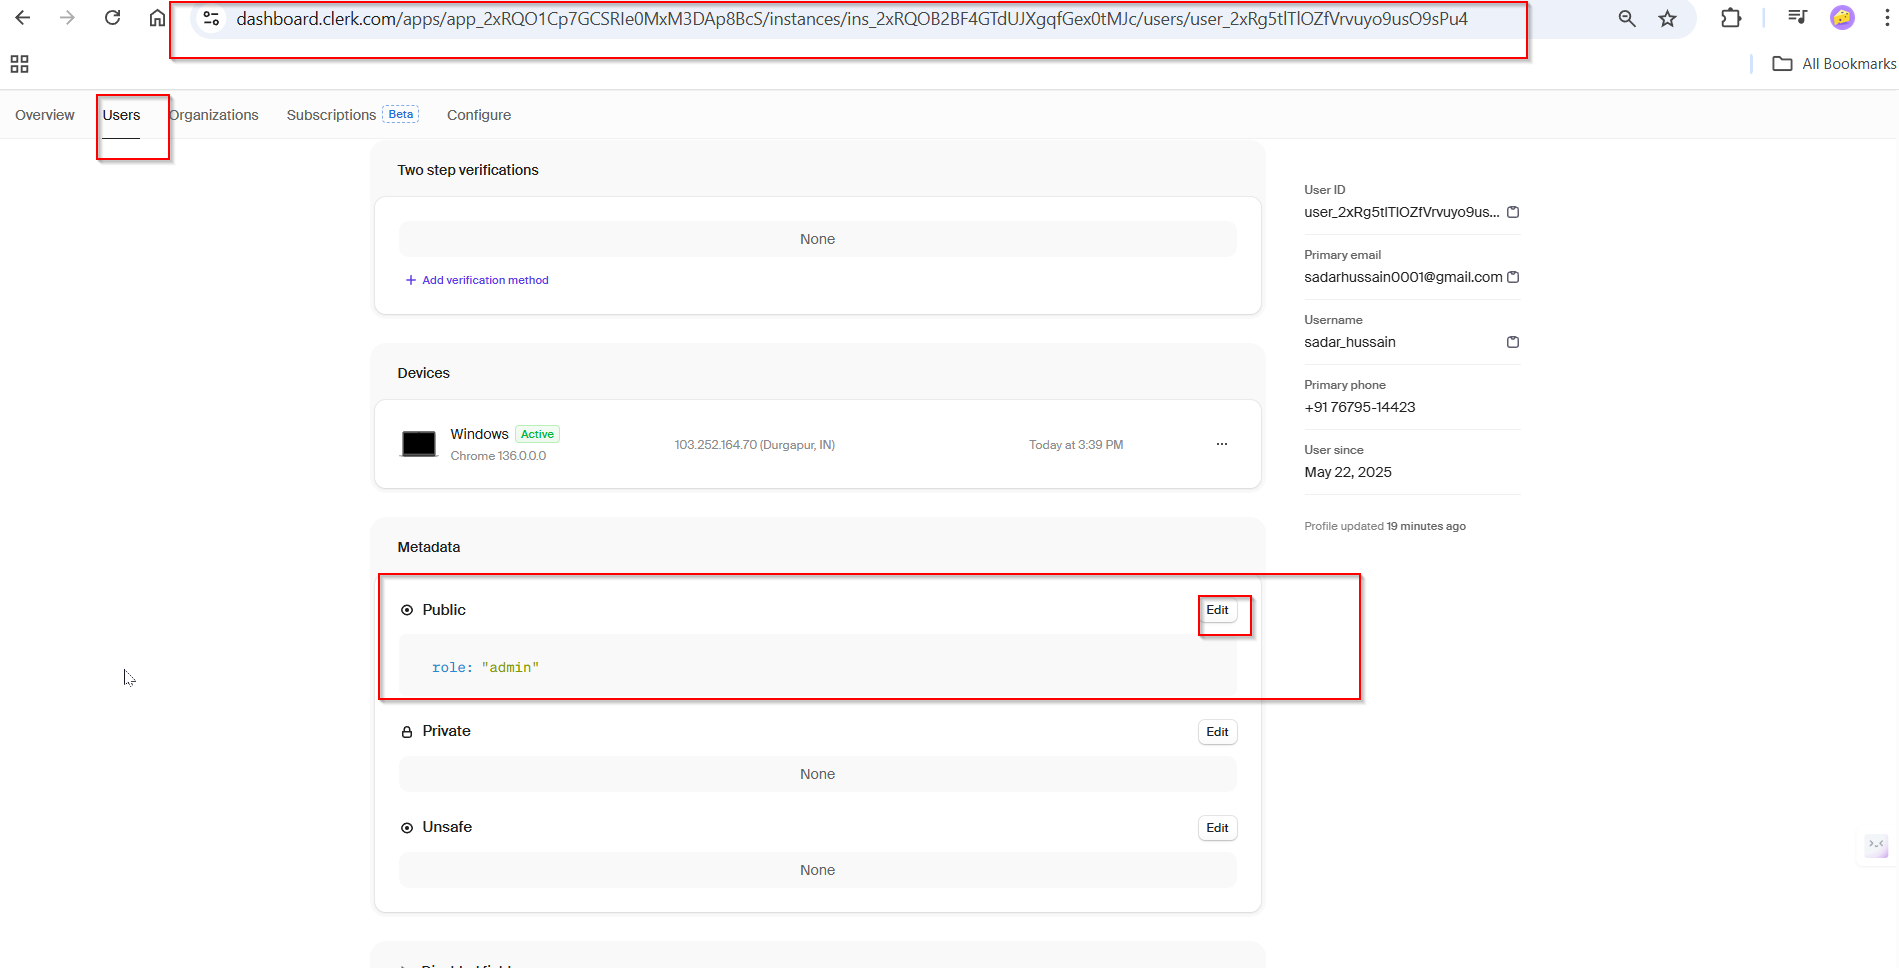 dashboard.clerk.com/apps/app_2xRQO1Cp7GCSRIe0MxM3DAp8BcS/instances/ins_2xRQOB2BF4GTdUJXgqfGex0tMJc/users/user_2xRg5tlTlOZfVrvuyo9usO9sPu4
All Bookmarks
Overview Users Organizations Subscriptions Beta Configure
Two step verifications
None
+ Add verification method
User ID
user_2xRg5tlTlOZfVrvuyo9us...
Primary email
sadarhussain0001@gmail.com
Username
sadar_hussain
Primary phone
+91 76795-14423
User since
May 22, 2025
Profile updated 19 minutes ago
Devices
Windows Active
Chrome 136.0.0.0
103.252.164.70 (Durgapur, IN)
Today at 3:39 PM
Metadata
Public Edit
role: "admin"
Private Edit
None
Unsafe Edit
None